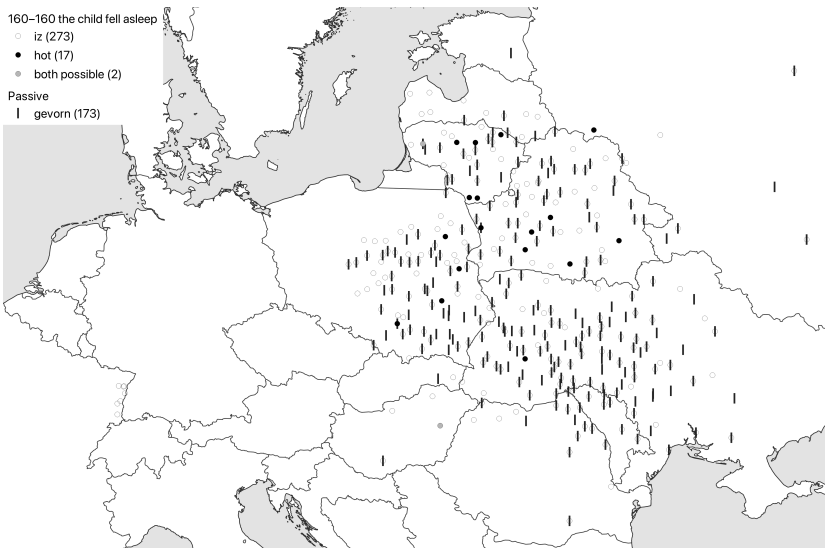 160–160 the child fell asleep
iz (273)
hot (17)
both possible (2)
Passive
gevorn (173)